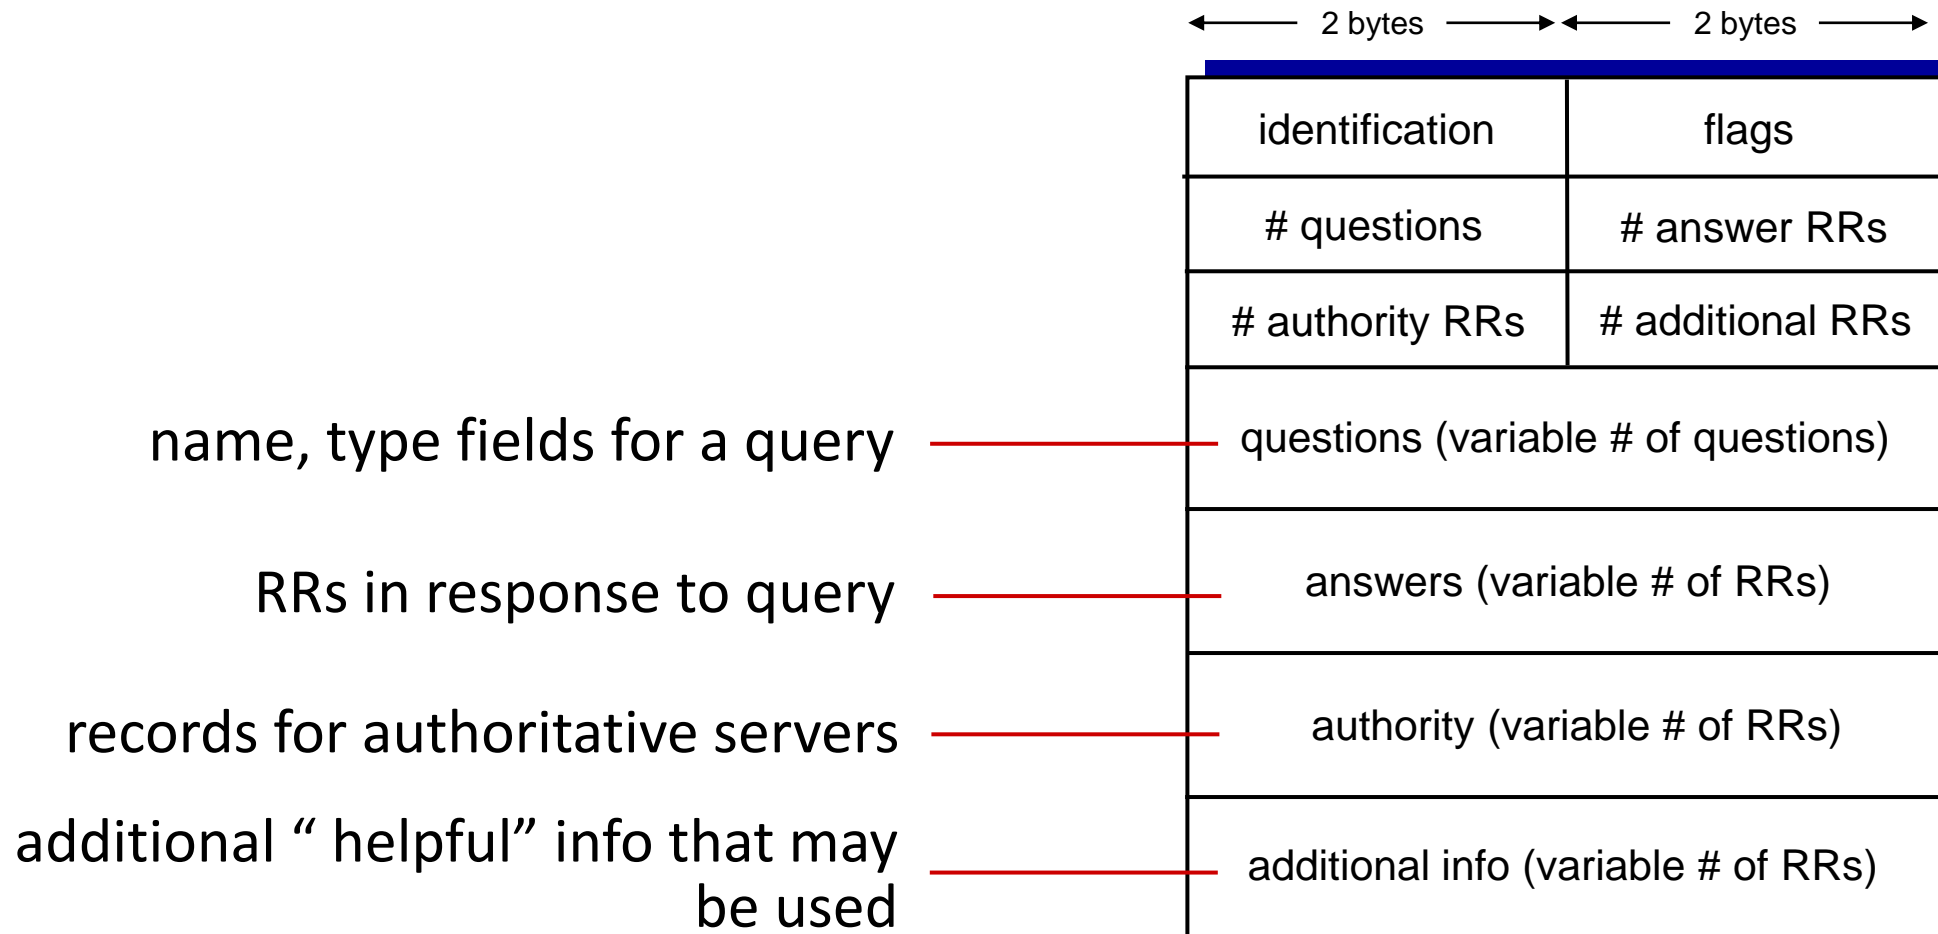 2 bytes 2 bytes
identification flags
# questions # answer RRs
# authority RRs # additional RRs
name, type fields for a query questions (variable # of questions)
RRs in response to query answers (variable # of RRs)
records for authoritative servers authority (variable # of RRs)
additional “ helpful” info that may
be used
additional info (variable # of RRs)